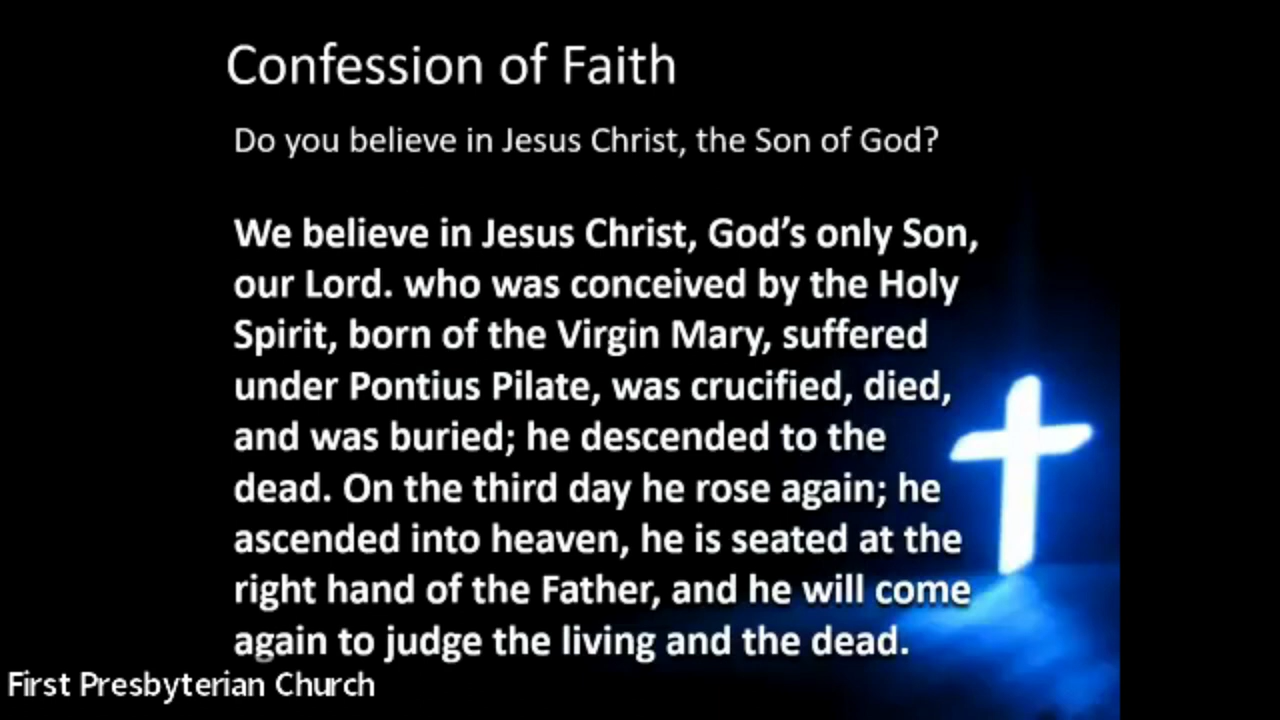 Confession of Faith
Do you believe in Jesus Christ, the Son of God?
We believe in Jesus Christ, God’s only Son,
our Lord. who was conceived by the Holy
Spirit, born of the Virgin Mary, suffered
under Pontius Pilate, was crucified, died,
and was buried; he descended to the
dead. On the third day he rose again; he
ascended into heaven, he is seated at the
right hand of the Father, and he will come
again to judge the living and the dead.
First Presbyterian Church